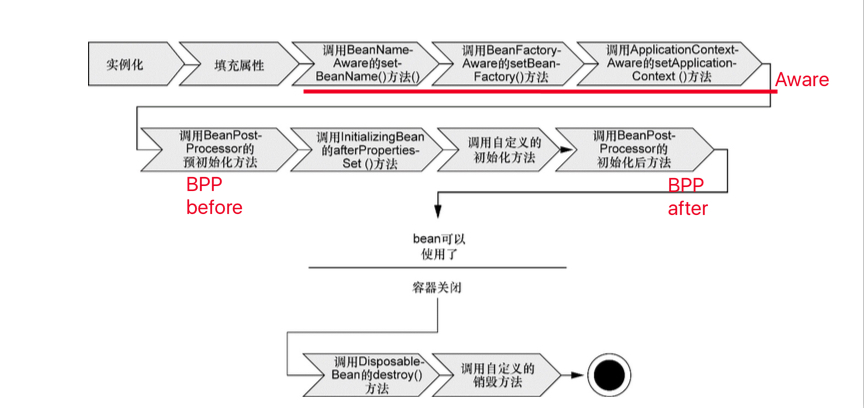 实例化
填充属性
调用BeanName-
Aware的set-
BeanName()方法()
调用BeanFactory-
Aware的setBean-
Factory()方法
调用ApplicationContext-
Aware的setApplication-
Context ()方法
Aware
调用BeanPost-
Processor的
预初始化方法
调用InitializingBean
的afterProperties-
Set ()方法
调用自定义的
初始化方法
调用BeanPost-
Processor的
初始化后方法
BPP
before
BPP
after
bean可以
使用了
容器关闭
调用Disposable-
Bean的destroy()
方法
调用自定义的
销毁方法